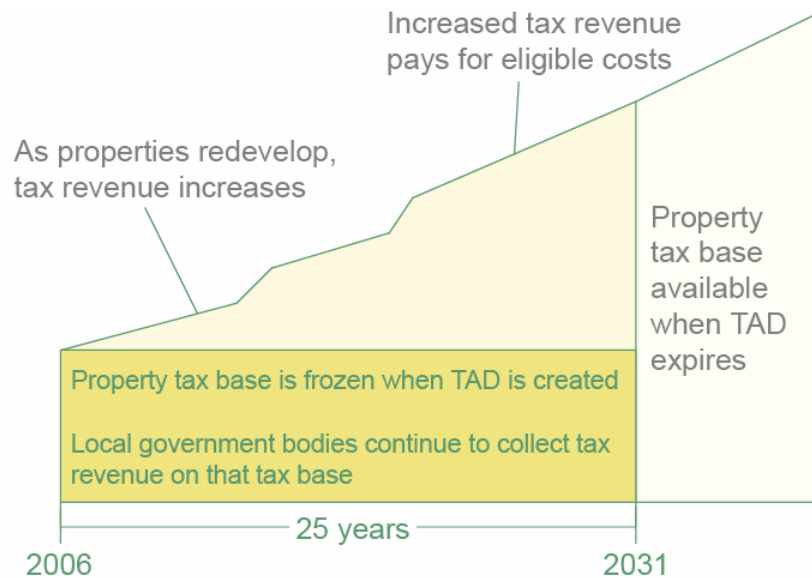 Increased tax revenue
pays for eligible costs
As properties redevelop,
tax revenue increases
Property
tax base
available
when TAD
expires
Property tax base is frozen when TAD is created
Local government bodies continue to collect tax
revenue on that tax base
25 years
2006
2031